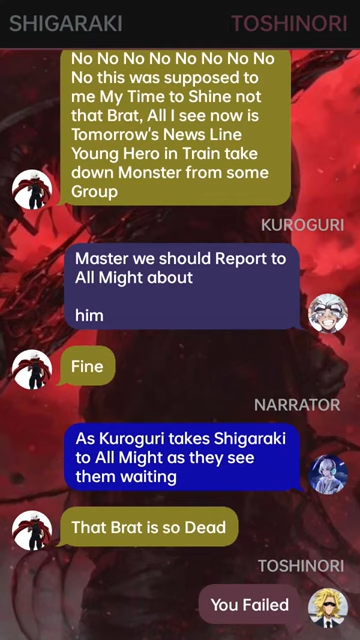 SHIGARAKI TOSHINORI
No No No No No No No No
No this was supposed to
me My Time to Shine not
that Brat, All I see now is
Tomorrow's News Line
Young Hero in Train take
down Monster from some
Group
KUROGURI
Master we should Report to
All Might about
him
Fine
NARRATOR
As Kuroguri takes Shigaraki
to All Might as they see
them waiting
That Brat is so Dead
TOSHINORI
You Failed